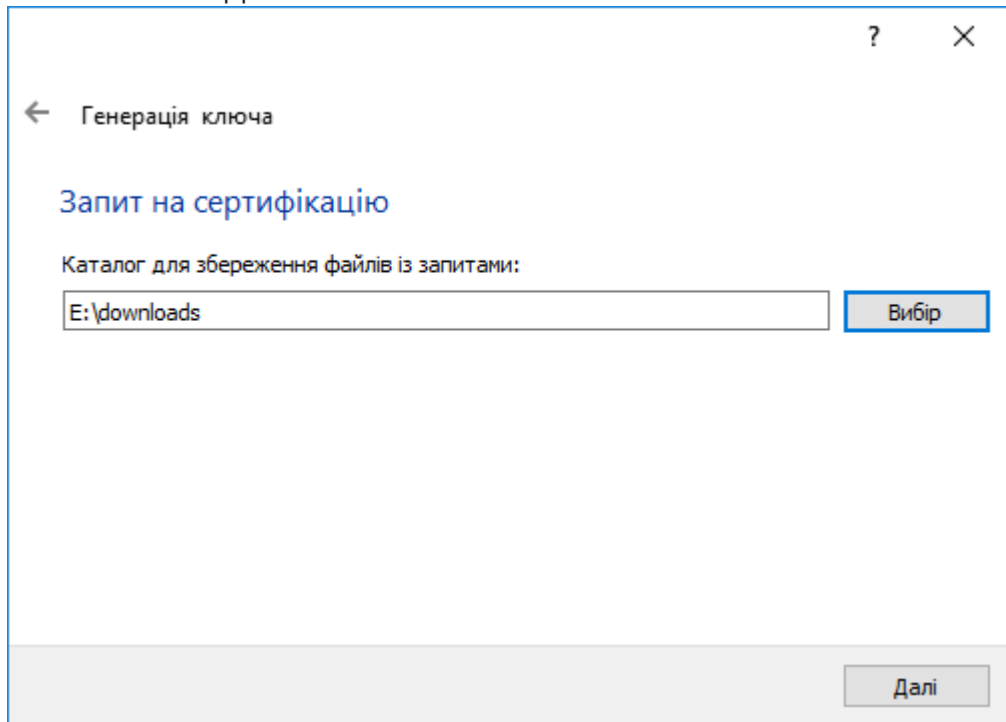 ?
Генерація ключа
Запит на сертифікацію
Каталог для збереження файлів із запитами:
E:\downloads Вибір
Далі